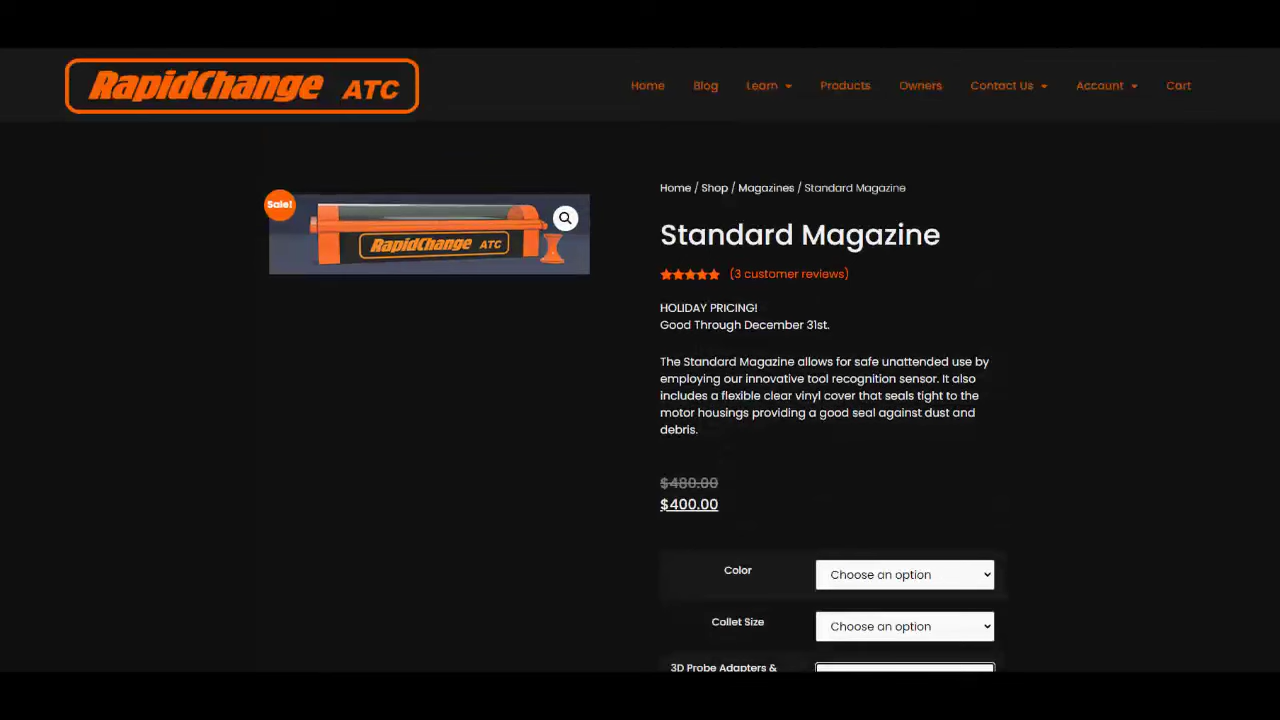 RapidChange ATC
Home Blog Learn Products Owners Contact Us Account Cart
Sale!
RapidChange ATC
Home / Shop / Magazines / Standard Magazine
Standard Magazine
(3 customer reviews)
HOLIDAY PRICING!
Good Through December 31st.
The Standard Magazine allows for safe unattended use by
employing our innovative tool recognition sensor. It also
includes a flexible clear vinyl cover that seals tight to the
motor housings providing a good seal against dust and
debris.
$480.00
$400.00
Color Choose an option
Collet Size Choose an option
3D Probe Adapters &